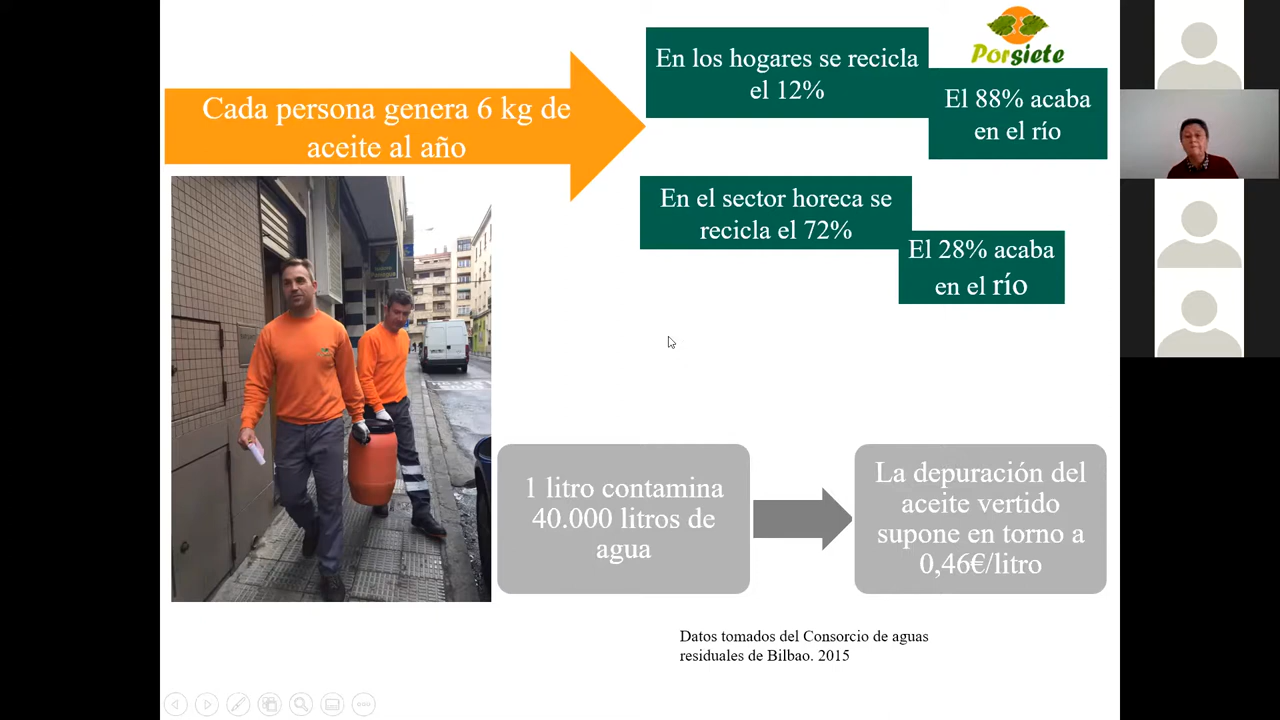 Cada persona genera 6 kg de
aceite al año
En los hogares se recicla
el 12%
Porsiete
El 88% acaba
en el río
En el sector horeca se
recicla el 72%
El 28% acaba
en el río
1 litro contamina
40.000 litros de
agua
La depuración del
aceite vertido
supone en torno a
0,46€/litro
Datos tomados del Consorcio de aguas
residuales de Bilbao. 2015